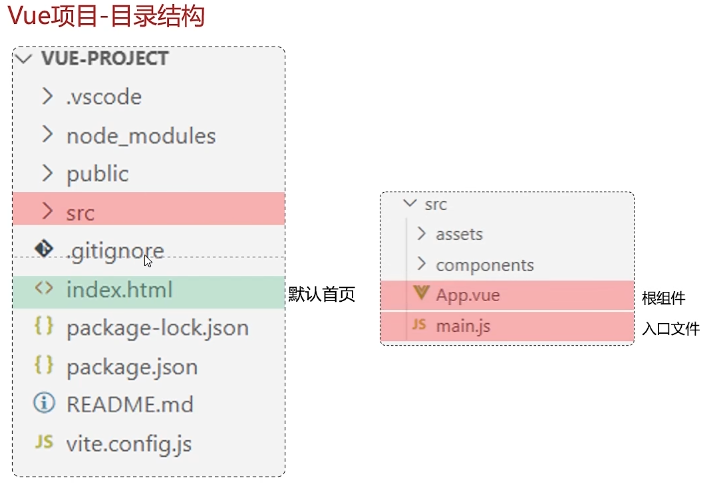 Vue项目-目录结构
VUE-PROJECT
.vscode
node_modules
public
src
.gitignore
index.html
默认首页
package-lock.json
package.json
README.md
JS vite.config.js
src
assets
components
App.vue
根组件
JS main.js
入口文件